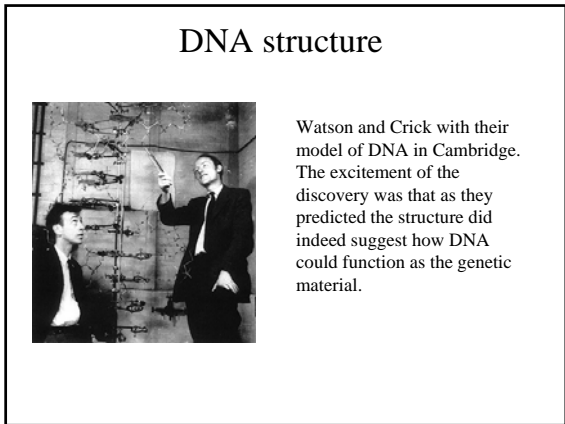 DNA structure
Watson and Crick with their
model of DNA in Cambridge.
The excitement of the
discovery was that as they
predicted the structure did
indeed suggest how DNA
could function as the genetic
material.